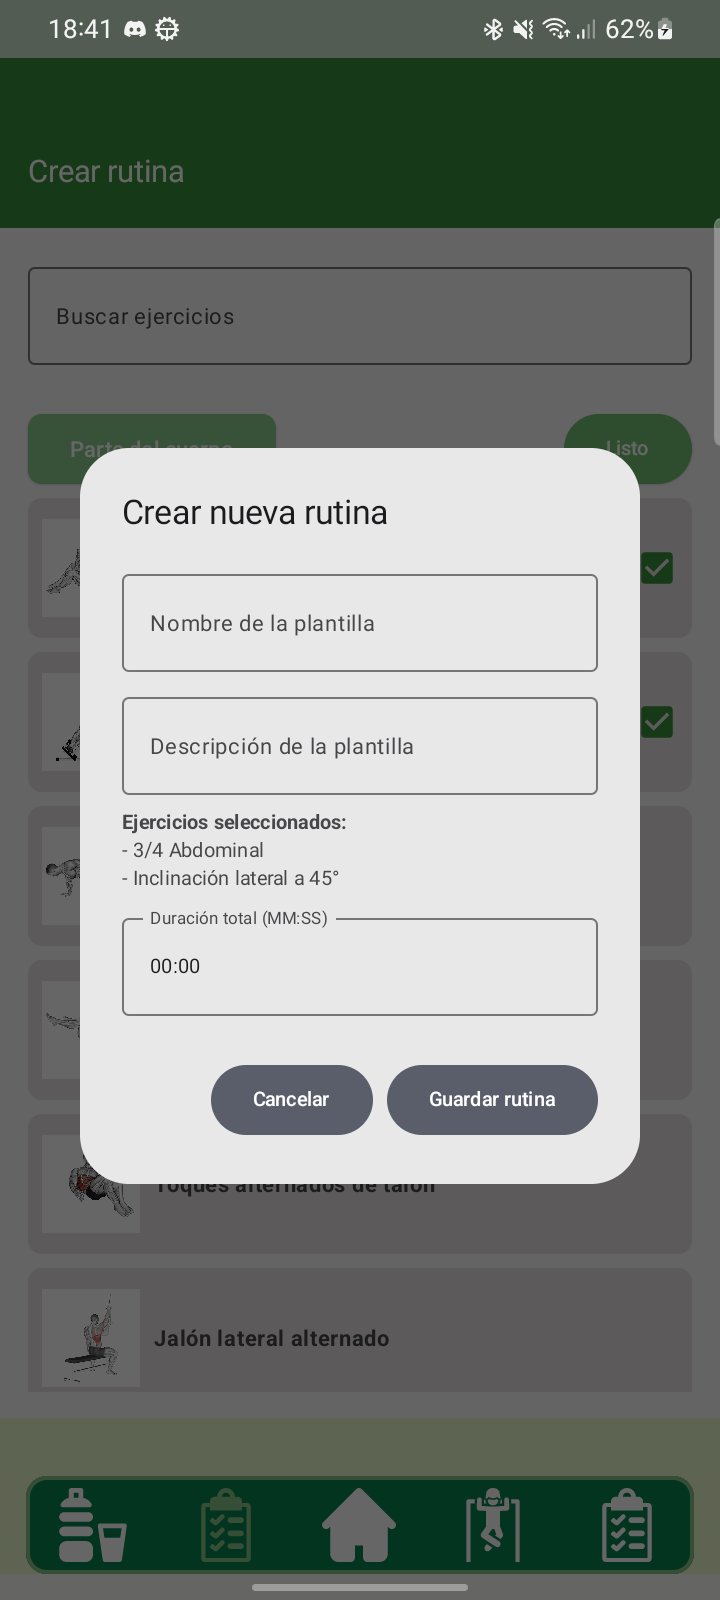 18:41
62%
Crear rutina
Buscar ejercicios
Parte del cuerpo
Listo
Crear nueva rutina
Nombre de la plantilla
Descripción de la plantilla
Ejercicios seleccionados:
- 3/4 Abdominal
- Inclinación lateral a 45°
Duración total (MM:SS)
00:00
Cancelar
Guardar rutina
Toques alternados de talón
Jalón lateral alternado